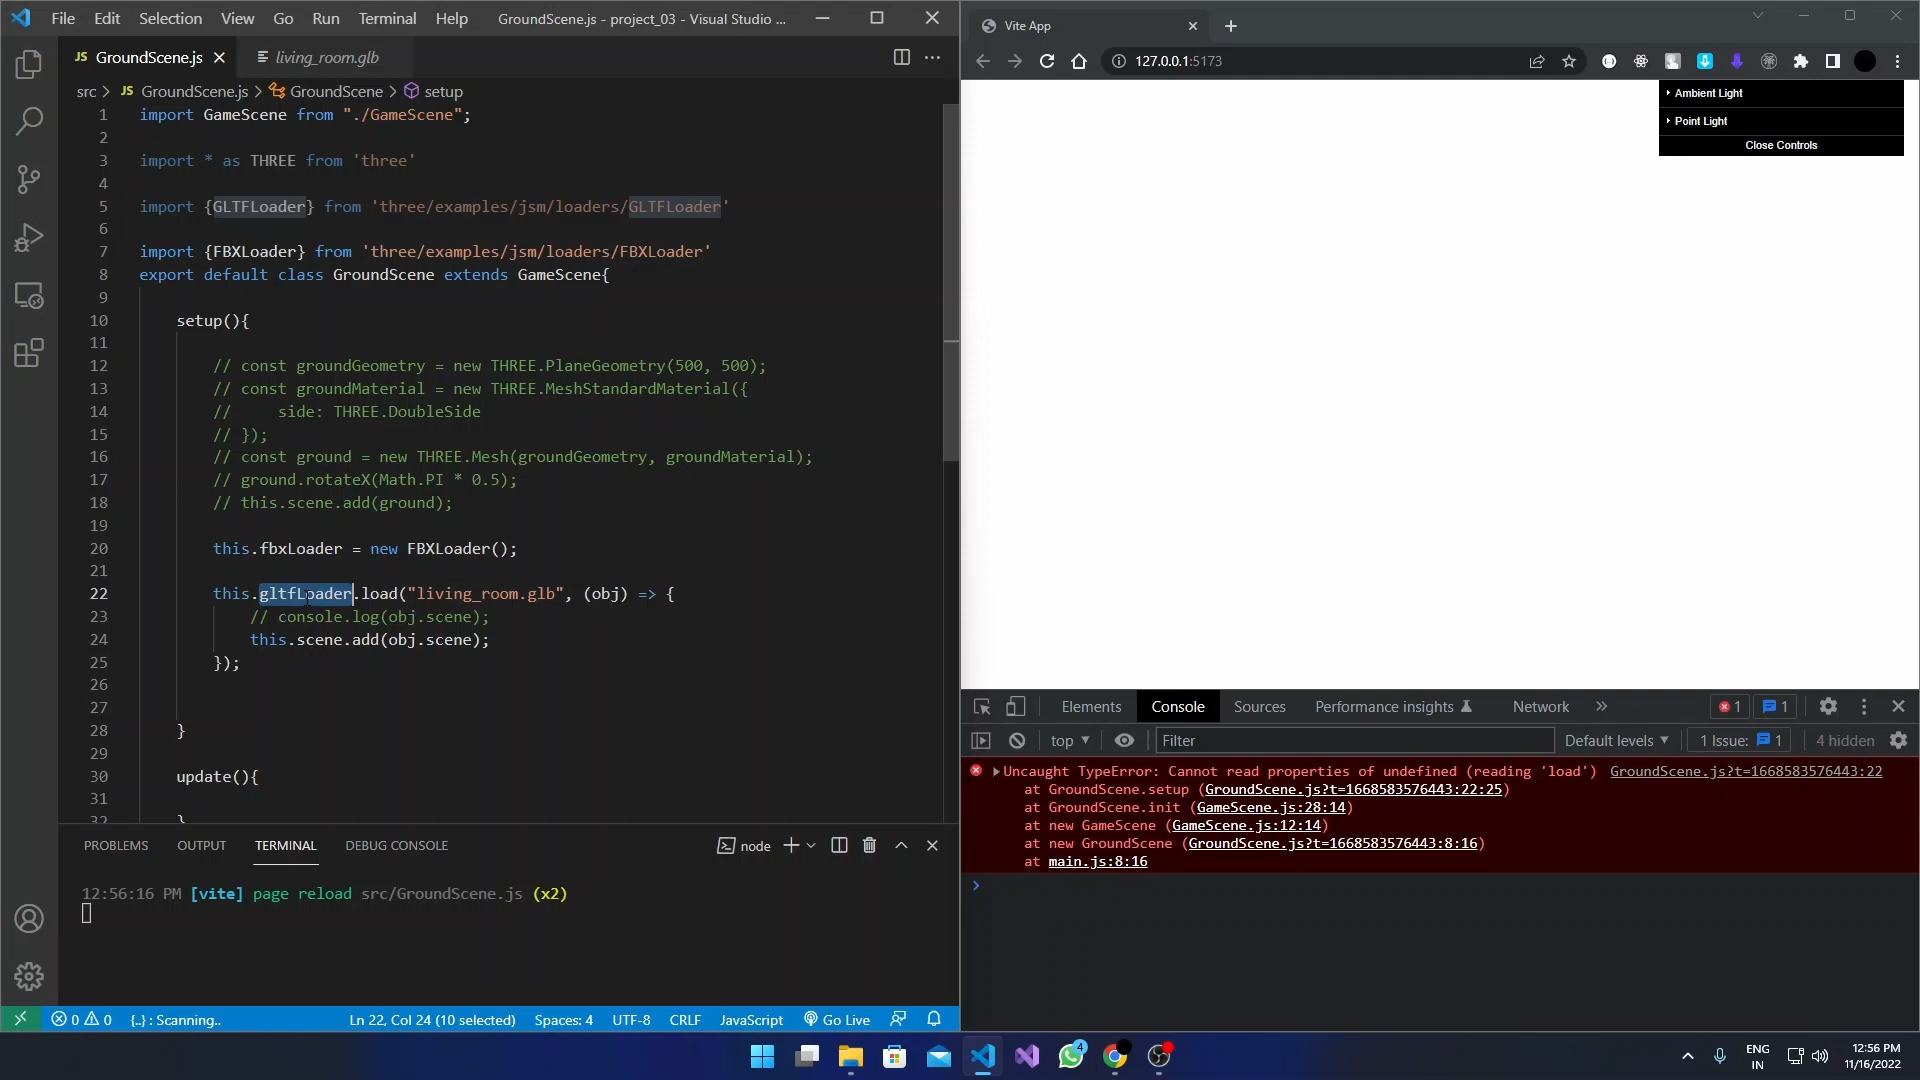 File Edit Selection View Go Run Terminal Help GroundScene.js - project_03 - Visual Studio ...
JS GroundScene.js living_room.glb
src > JS GroundScene.js > GroundScene > setup
1 import GameScene from "./GameScene";
2
3 import * as THREE from 'three'
4
5 import {GLTFLoader} from 'three/examples/jsm/loaders/GLTFLoader'
6
7 import {FBXLoader} from 'three/examples/jsm/loaders/FBXLoader'
8 export default class GroundScene extends GameScene{
9
10 setup(){
11
12 // const groundGeometry = new THREE.PlaneGeometry(500, 500);
13 // const groundMaterial = new THREE.MeshStandardMaterial({
14 // side: THREE.DoubleSide
15 // });
16 // const ground = new THREE.Mesh(groundGeometry, groundMaterial);
17 // ground.rotateX(Math.PI * 0.5);
18 // this.scene.add(ground);
19
20 this.fbxLoader = new FBXLoader();
21
22 this.gltfLoader.load("living_room.glb", (obj) => {
23 // console.log(obj.scene);
24 this.scene.add(obj.scene);
25 });
26
27
28 }
29
30 update(){
31
32 }
PROBLEMS OUTPUT TERMINAL DEBUG CONSOLE node
12:56:16 PM [vite] page reload src/GroundScene.js (x2)
0 0 {..} : Scanning.. Ln 22, Col 24 (10 selected) Spaces: 4 UTF-8 CRLF JavaScript Go Live
Vite App
127.0.0.1:5173
Ambient Light
Point Light
Close Controls
Elements Console Sources Performance insights Network » 1 1
top Filter Default levels 1 Issue: 1 4 hidden
Uncaught TypeError: Cannot read properties of undefined (reading 'load') GroundScene.js?t=1668583576443:22
at GroundScene.setup (GroundScene.js?t=1668583576443:22:25)
at GroundScene.init (GameScene.js:28:14)
at new GameScene (GameScene.js:12:14)
at new GroundScene (GroundScene.js?t=1668583576443:8:16)
at main.js:8:16
4
ENG
IN
12:56 PM
11/16/2022